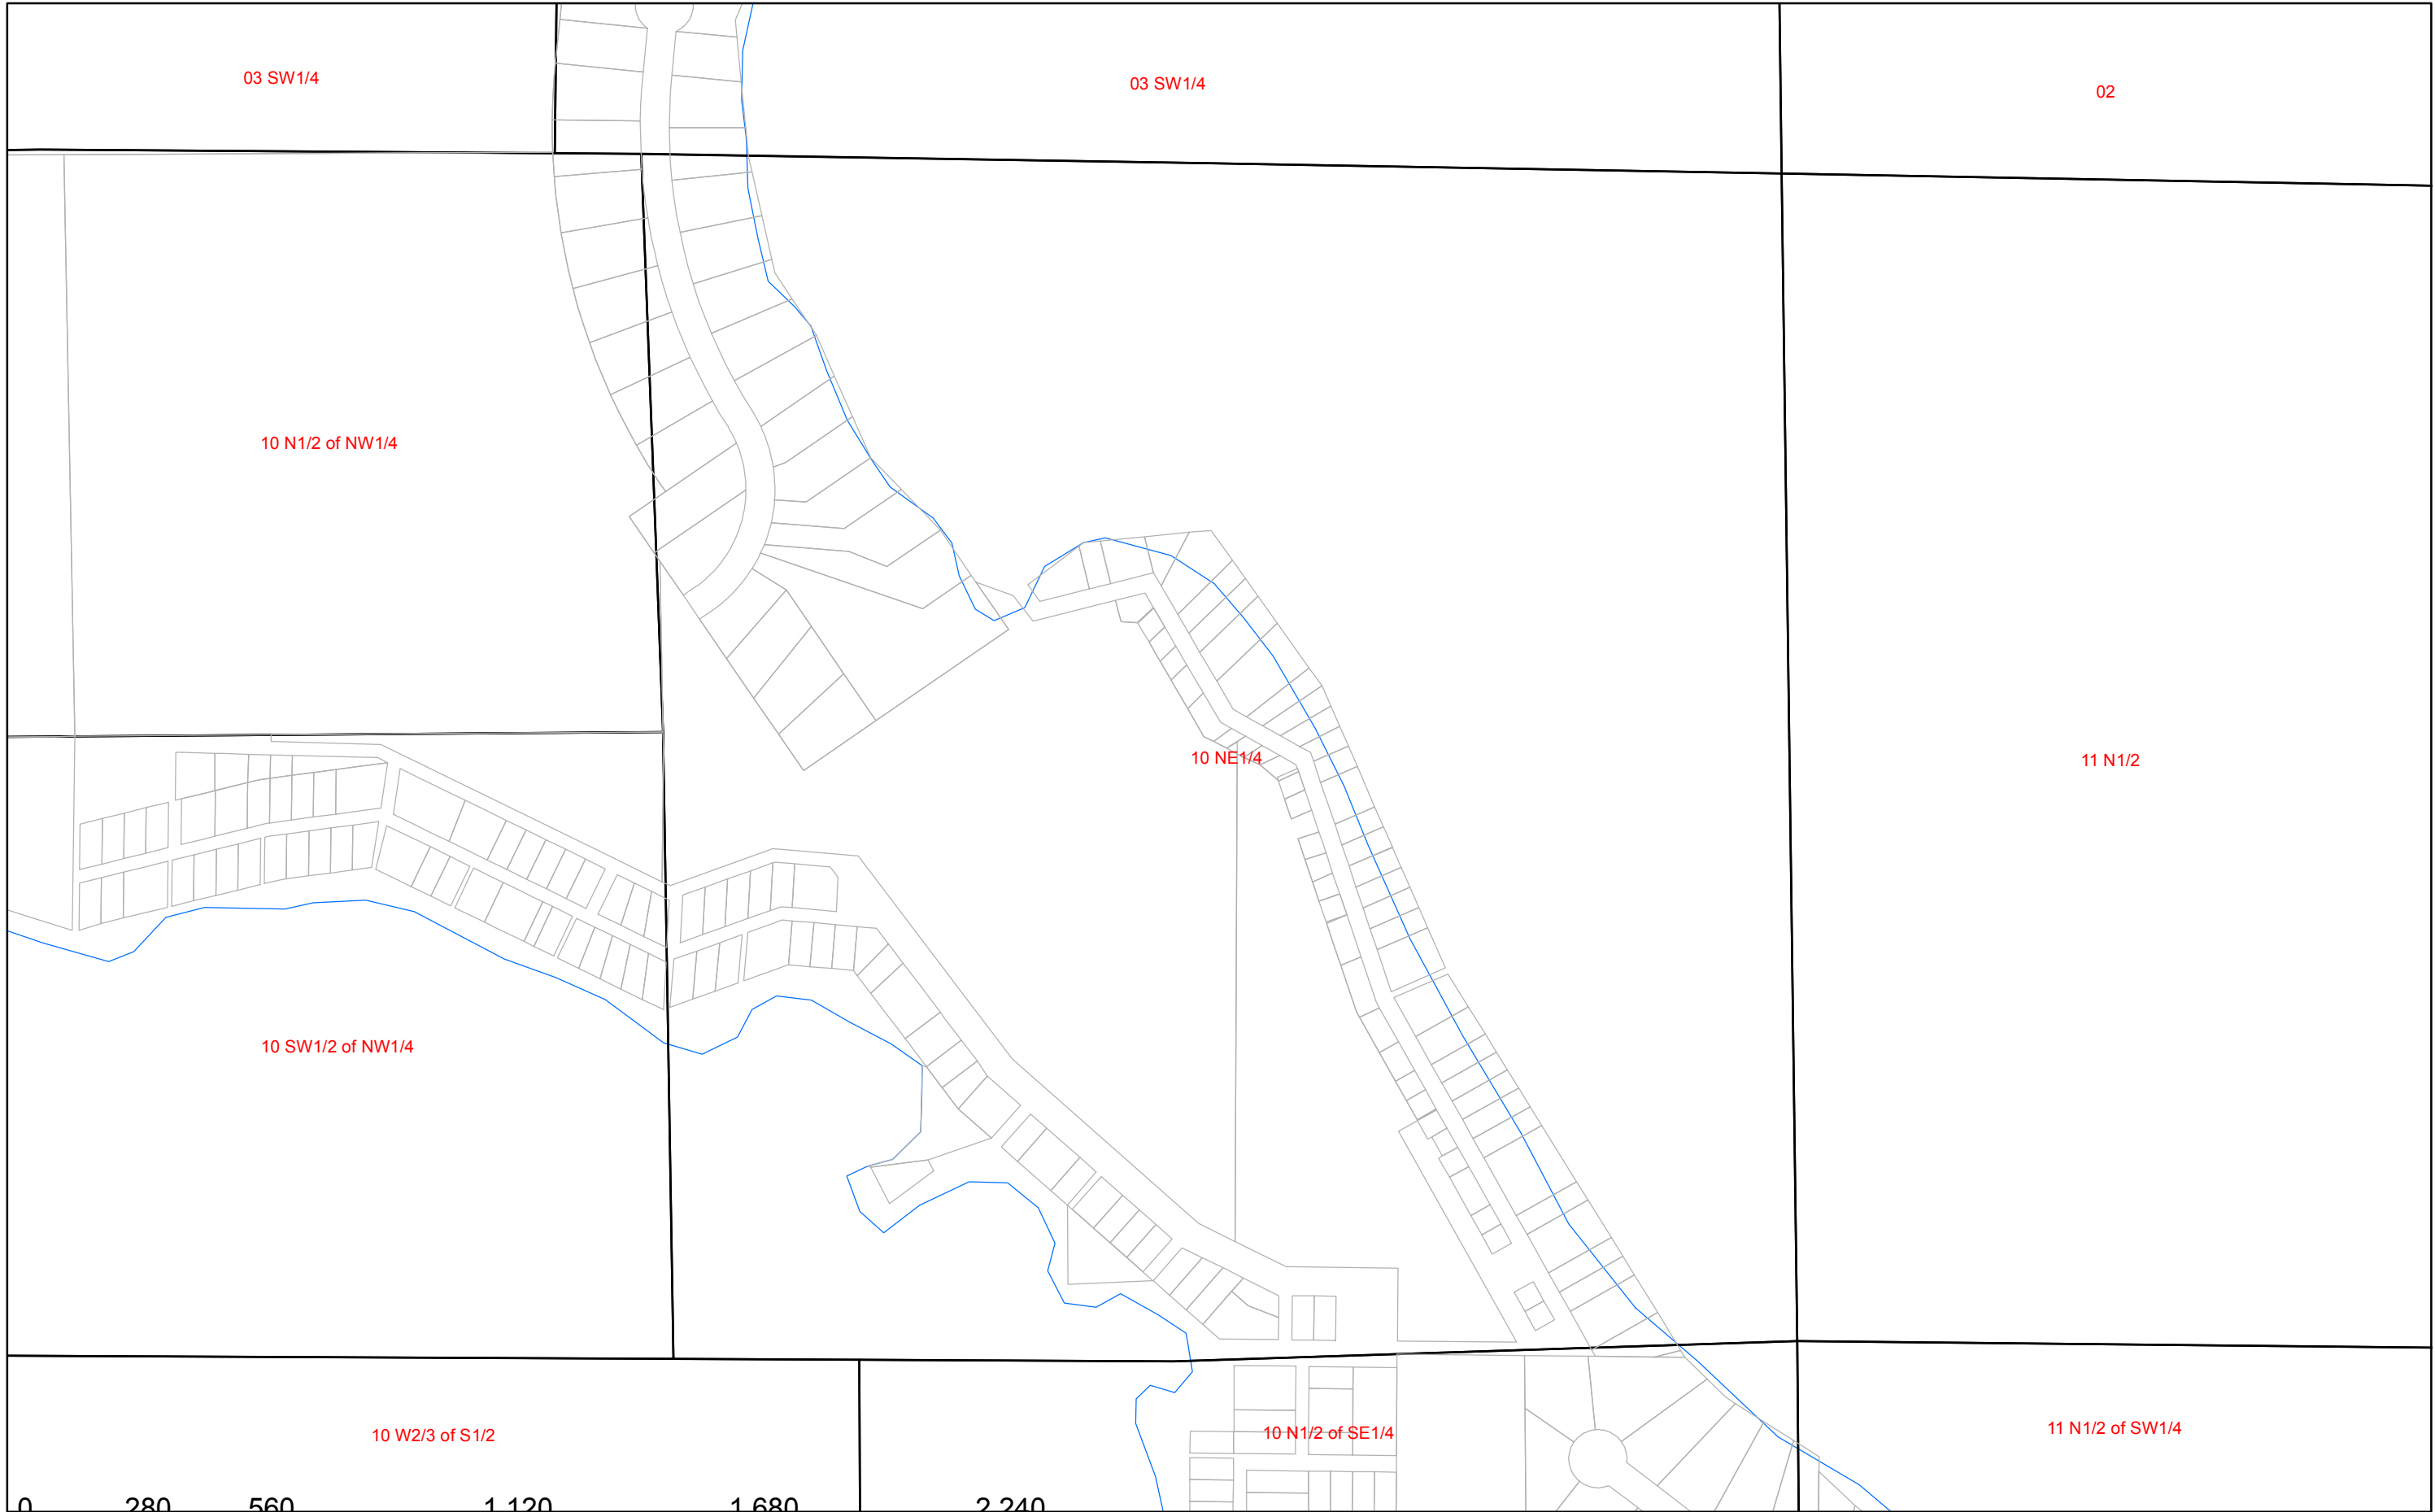 03 SW1/4
03 SW1/4
02
10 N1/2 of NW1/4
10 NE1/4
11 N1/2
10 SW1/2 of NW1/4
10 W2/3 of S1/2
10 N1/2 of SE1/4
11 N1/2 of SW1/4
0 280 560 1,120 1,680 2,240